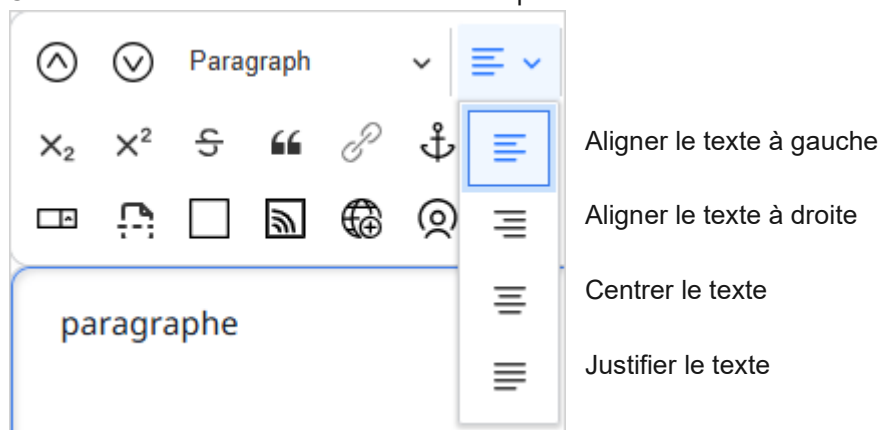 Paragraph
Aligner le texte à gauche
Aligner le texte à droite
Centrer le texte
paragraphe
Justifier le texte